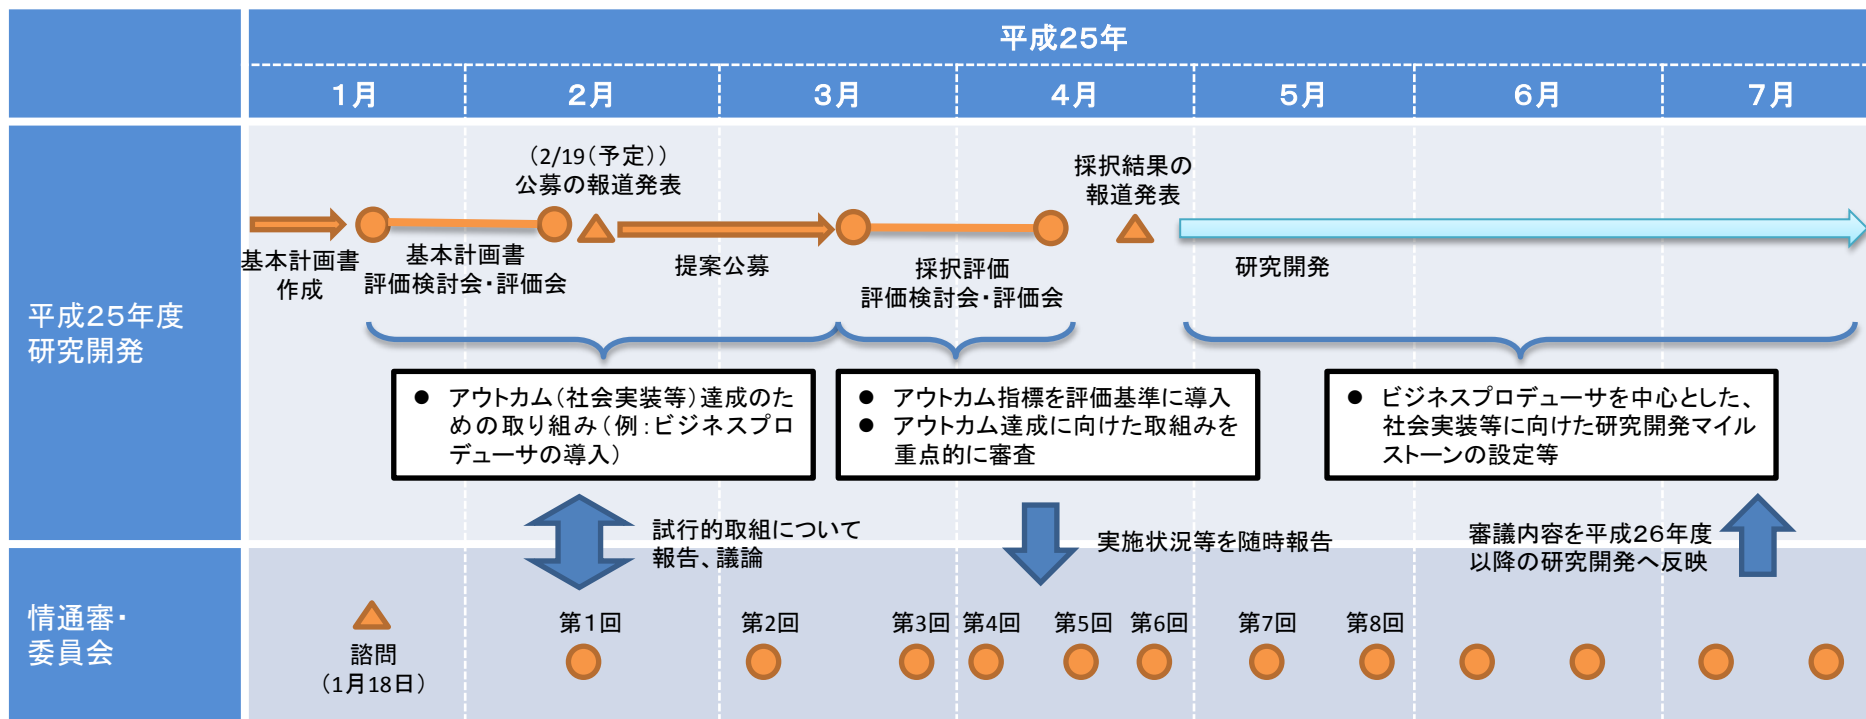 平成25年
1月
2月
3月
4月
5月
6月
7月
平成25年度
研究開発
（2/19（予定））
公募の報道発表
採択結果の
報道発表
基本計画書
作成
基本計画書
評価検討会・評価会
提案公募
採択評価
評価検討会・評価会
研究開発
● アウトカム（社会実装等）達成のた
めの取り組み（例：ビジネスプロ
デューサの導入）
● アウトカム指標を評価基準に導入
● アウトカム達成に向けた取組みを
重点的に審査
● ビジネスプロデューサを中心とした、
社会実装等に向けた研究開発マイル
ストーンの設定等
試行的取組について
報告、議論
実施状況等を随時報告
審議内容を平成26年度
以降の研究開発へ反映
情通審・
委員会
諮問
（1月18日）
第1回
第2回
第3回
第4回
第5回
第6回
第7回
第8回